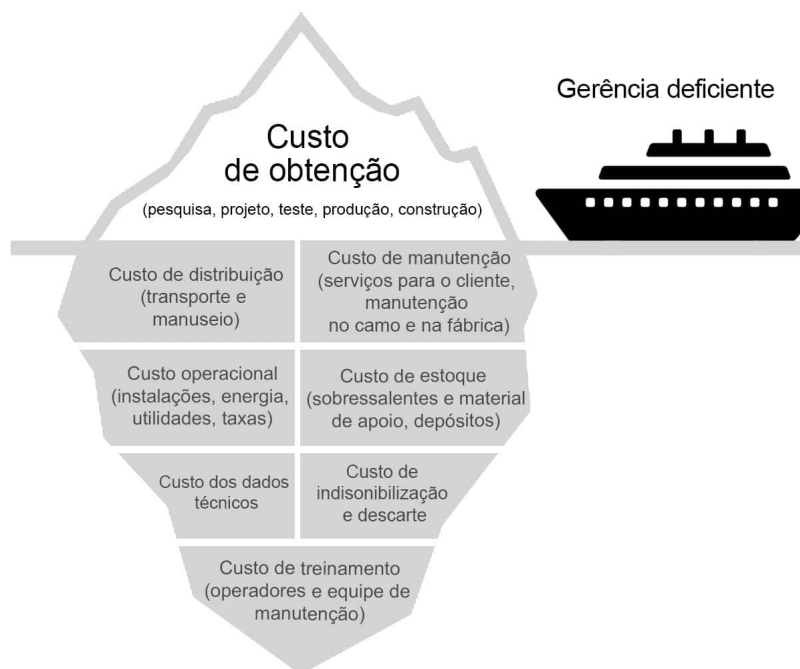 Gerência deficiente
Custo
de obtenção
(pesquisa, projeto, teste, produção, construção)
Custo de distribuição
(transporte e
manuseio)
Custo de manutenção
(serviços para o cliente,
manutenção
no camo e na fábrica)
Custo operacional
(instalações, energia,
utilidades, taxas)
Custo de estoque
(sobressalentes e material
de apoio, depósitos)
Custo dos dados
técnicos
Custo de
indisonibilização
e descarte
Custo de treinamento
(operadores e equipe de
manutenção)